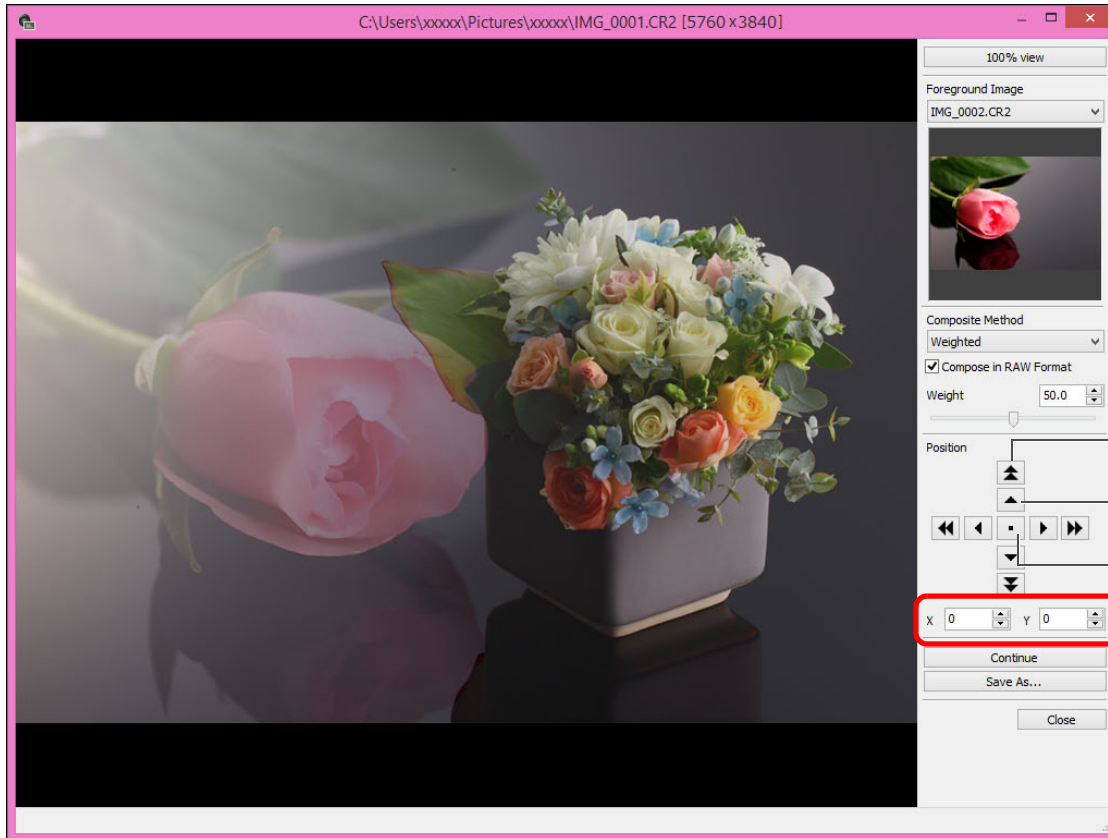 C:\Users\xxxxx\Pictures\xxxxx\IMG_0001.CR2 [5760 x3840]
100% view
Foreground Image
IMG_0002.CR2
Composite Method
Weighted
Compose in RAW Format
Weight 50.0
Position
X 0 Y 0
Continue
Save As...
Close